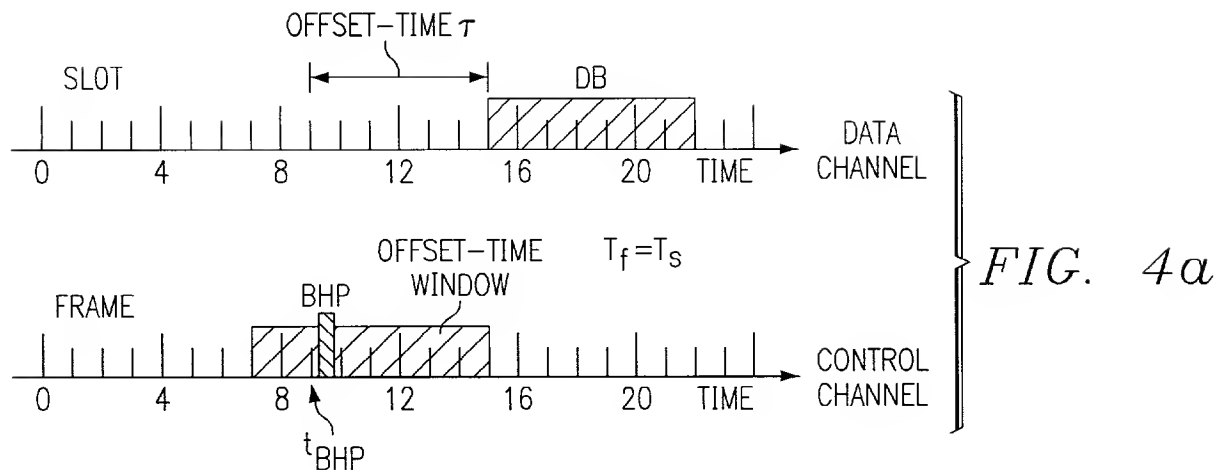 OFFSET-TIME τ
SLOT
DB
0 4 8 12 16 20 TIME
DATA
CHANNEL
OFFSET-TIME
WINDOW
T_f=T_s
BHP
FRAME
0 4 8 12 16 20 TIME
CONTROL
CHANNEL
t_BHP
FIG. 4a